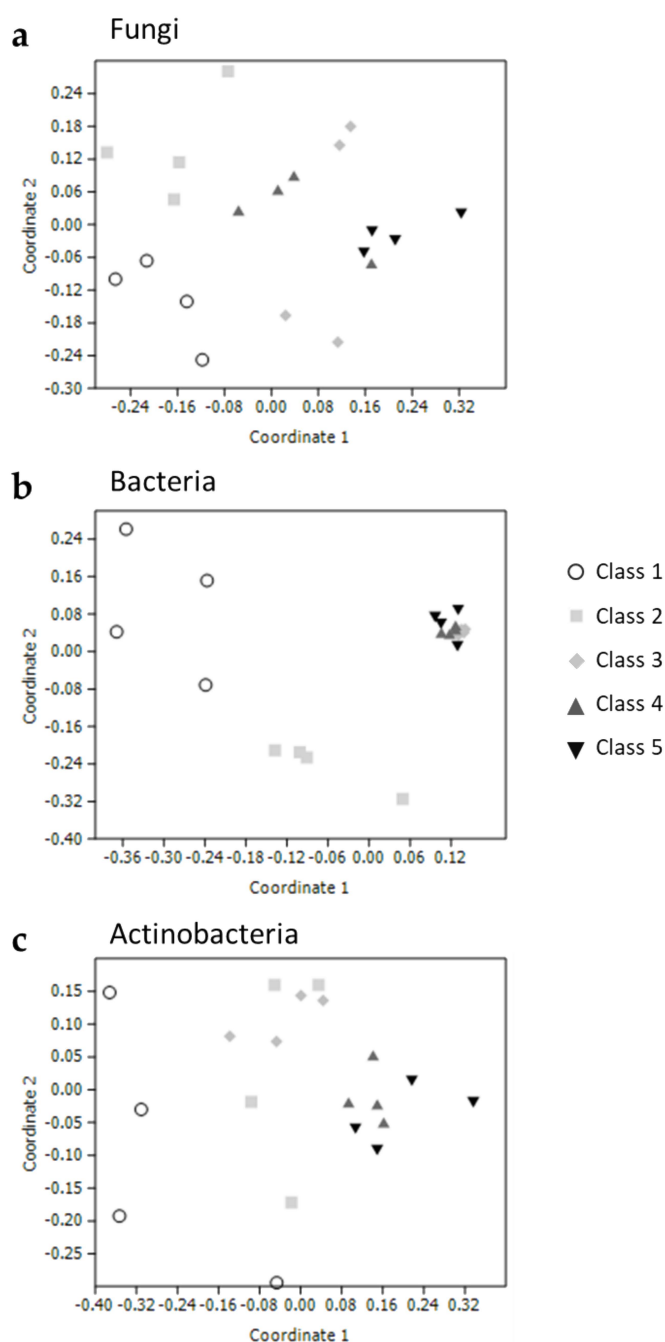 a
Fungi
0.24
0.18
0.12
0.06
0.00
-0.06
-0.12
-0.18
-0.24
-0.30
Coordinate 2
-0.24 -0.16 -0.08 0.00 0.08 0.16 0.24 0.32
Coordinate 1
b
Bacteria
0.24
0.16
0.08
0.00
-0.08
-0.16
-0.24
-0.32
-0.40
Coordinate 2
-0.36 -0.30 -0.24 -0.18 -0.12 -0.06 0.00 0.06 0.12
Coordinate 1
Class 1
Class 2
Class 3
Class 4
Class 5
c
Actinobacteria
0.15
0.10
0.05
0.00
-0.05
-0.10
-0.15
-0.20
-0.25
Coordinate 2
-0.40 -0.32 -0.24 -0.16 -0.08 0.00 0.08 0.16 0.24 0.32
Coordinate 1